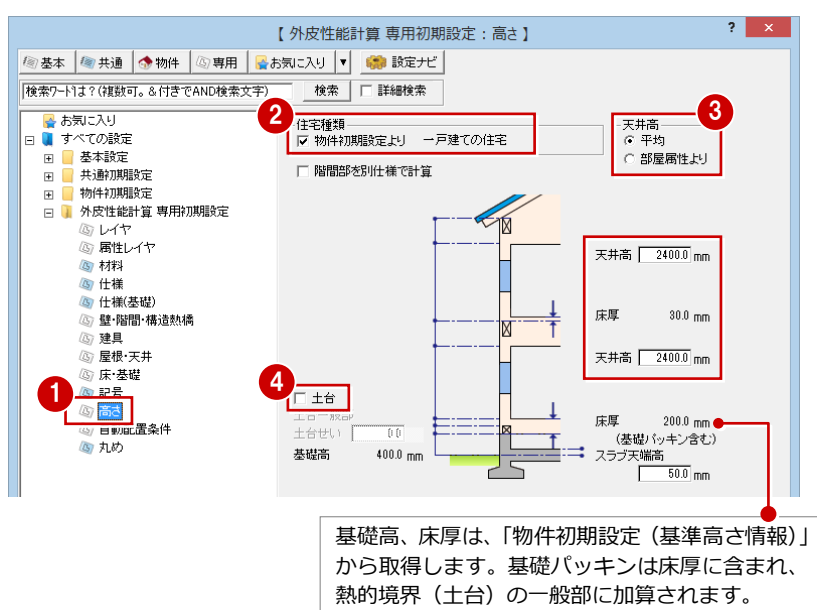 【 外皮性能計算 専用初期設定：高さ 】
? ×
基本 共通 物件 専用 お気に入り ▼ 設定ナビ
検索ワードは？(複数可。＆付きでAND検索文字) 検索 詳細検索
お気に入り
すべての設定
基本設定
共通初期設定
物件初期設定
外皮性能計算 専用初期設定
レイヤ
属性レイヤ
材料
仕様
仕様(基礎)
壁・階間・構造熱橋
建具
屋根・天井
床・基礎
記号
1
高さ
自動配置条件
丸め
2
住宅種類
物件初期設定より 一戸建ての住宅
階間部を別仕様で計算
3
天井高
平均
部屋属性より
天井高 2400.0 mm
床厚 30.0 mm
天井高 2400.0 mm
4
土台
土台一般部
土台せい 0.0
基礎高 400.0 mm
床厚 200.0 mm
(基礎パッキン含む)
スラブ天端高
50.0 mm
基礎高、床厚は、「物件初期設定（基準高さ情報）」
から取得します。基礎パッキンは床厚に含まれ、
熱的境界（土台）の一般部に加算されます。